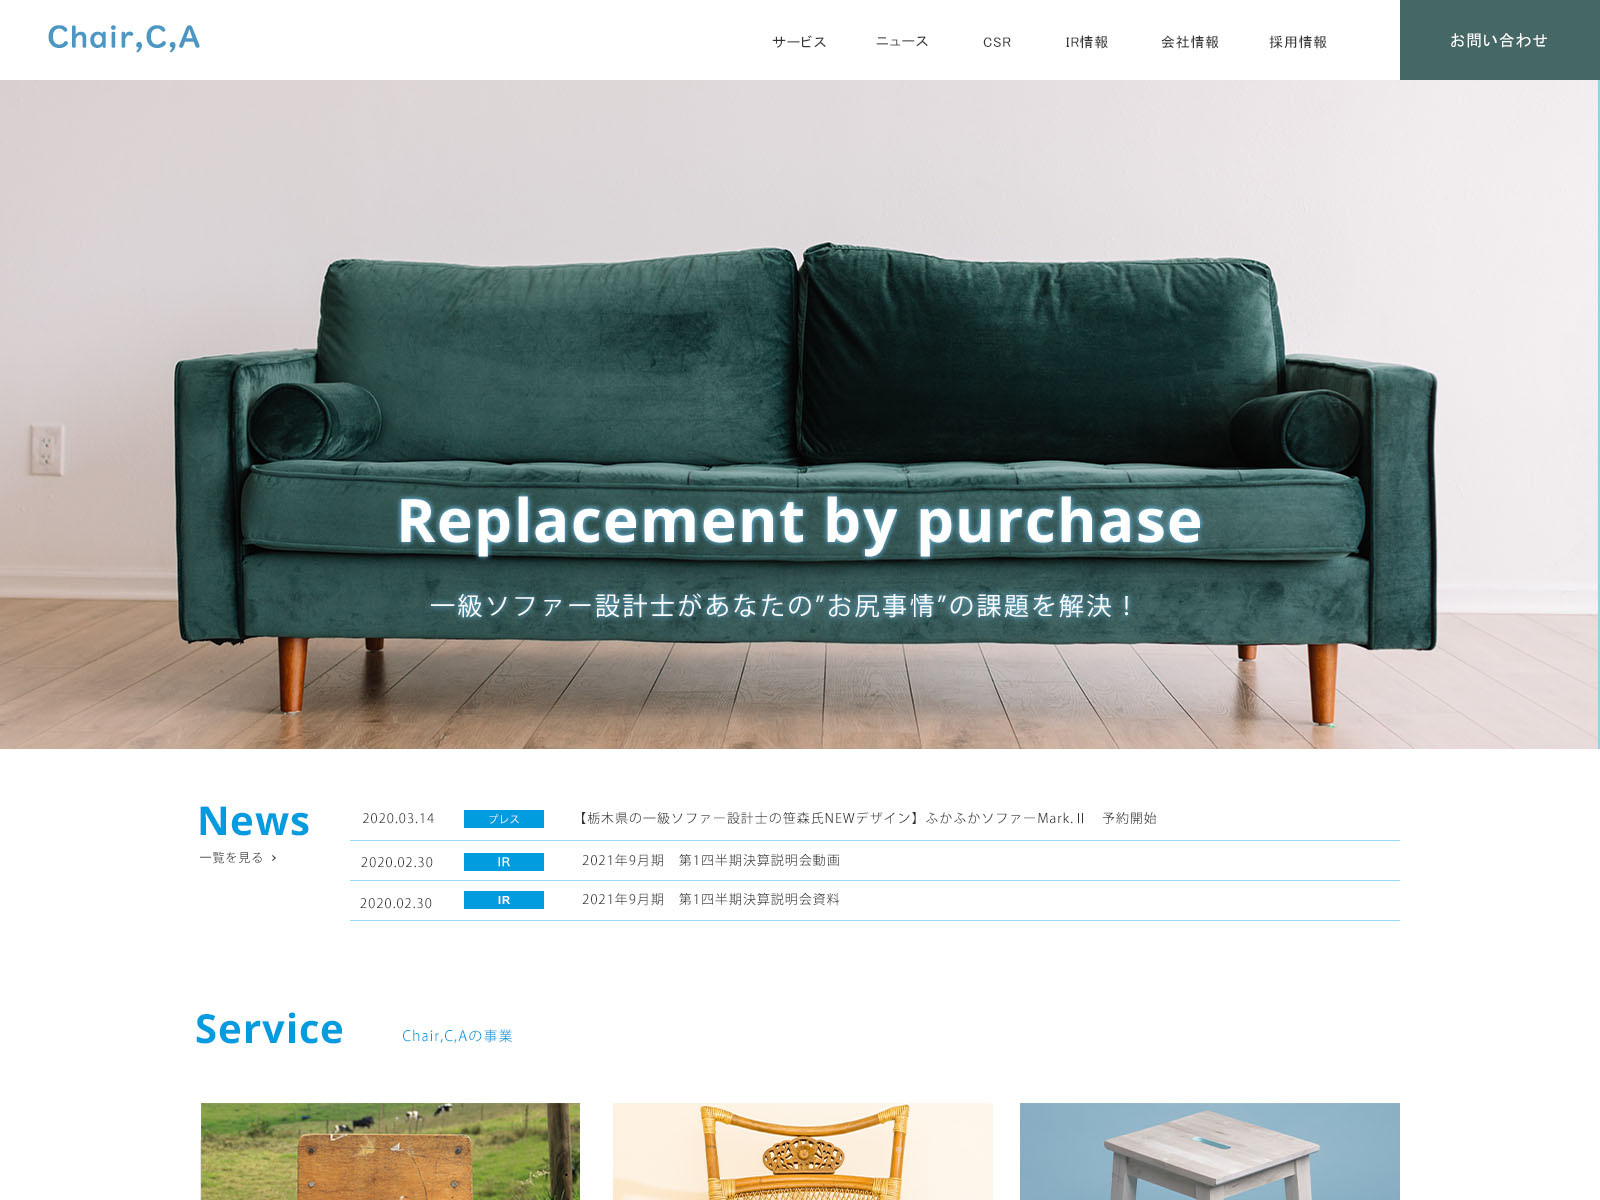 Chair,C,A
サービス
ニュース
CSR
IR情報
会社情報
採用情報
お問い合わせ
Replacement by purchase
一級ソファー設計士があなたの”お尻事情”の課題を解決！
News
一覧を見る ›
2020.03.14 プレス 【栃木県の一級ソファー設計士の笹森氏NEWデザイン】ふかふかソファーMark.Ⅱ　予約開始
2020.02.30 IR 2021年9月期　第1四半期決算説明会動画
2020.02.30 IR 2021年9月期　第1四半期決算説明会資料
Service
Chair,C,Aの事業